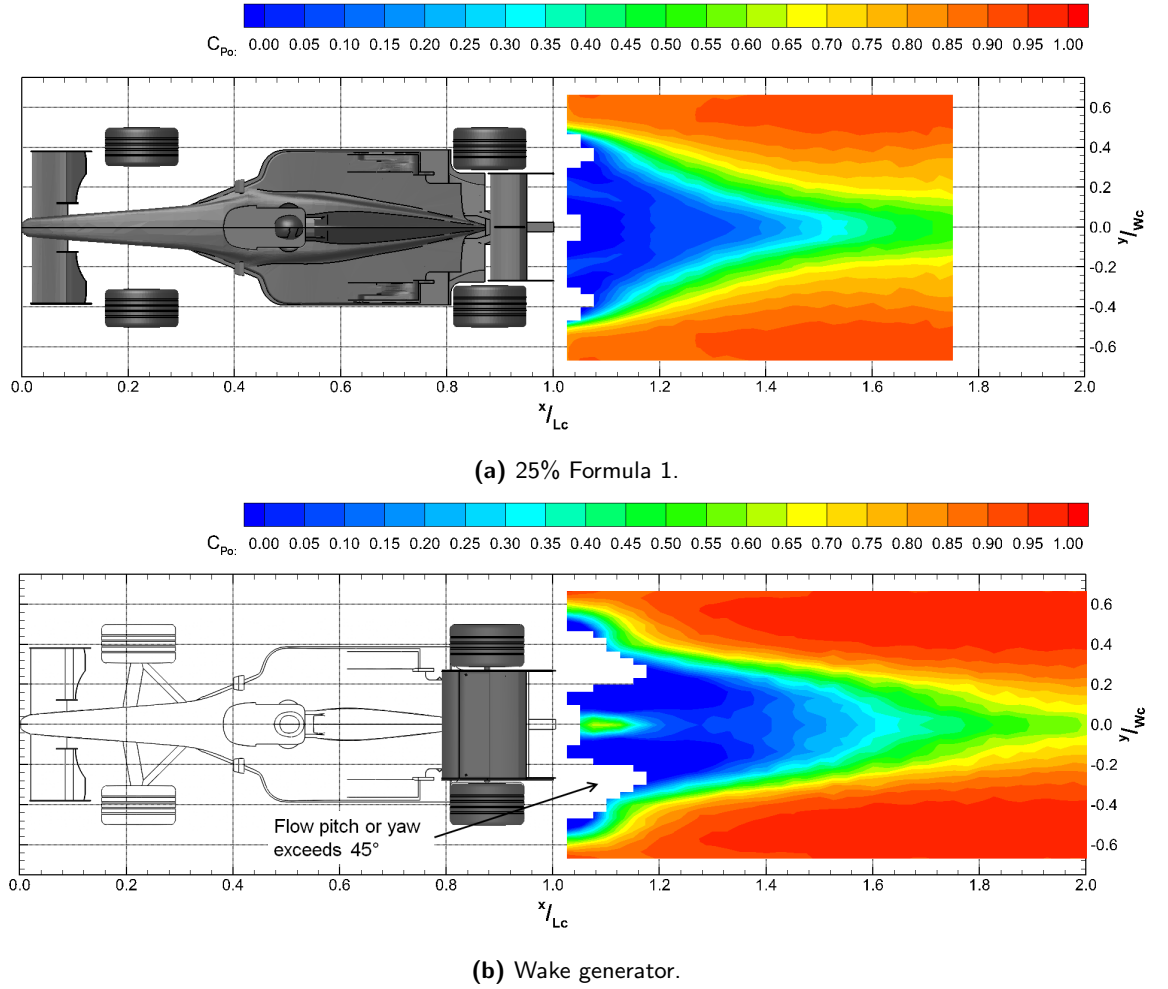 CPo: 0.00 0.05 0.10 0.15 0.20 0.25 0.30 0.35 0.40 0.45 0.50 0.55 0.60 0.65 0.70 0.75 0.80 0.85 0.90 0.95 1.00
0.6
0.4
0.2
0.0
-0.2
-0.4
-0.6
y/Wc
0.0 0.2 0.4 0.6 0.8 1.0 1.2 1.4 1.6 1.8 2.0
x/Lc
(a) 25% Formula 1.
CPo: 0.00 0.05 0.10 0.15 0.20 0.25 0.30 0.35 0.40 0.45 0.50 0.55 0.60 0.65 0.70 0.75 0.80 0.85 0.90 0.95 1.00
0.6
0.4
0.2
0.0
-0.2
-0.4
-0.6
y/Wc
Flow pitch or yaw
exceeds 45°
0.0 0.2 0.4 0.6 0.8 1.0 1.2 1.4 1.6 1.8 2.0
x/Lc
(b) Wake generator.